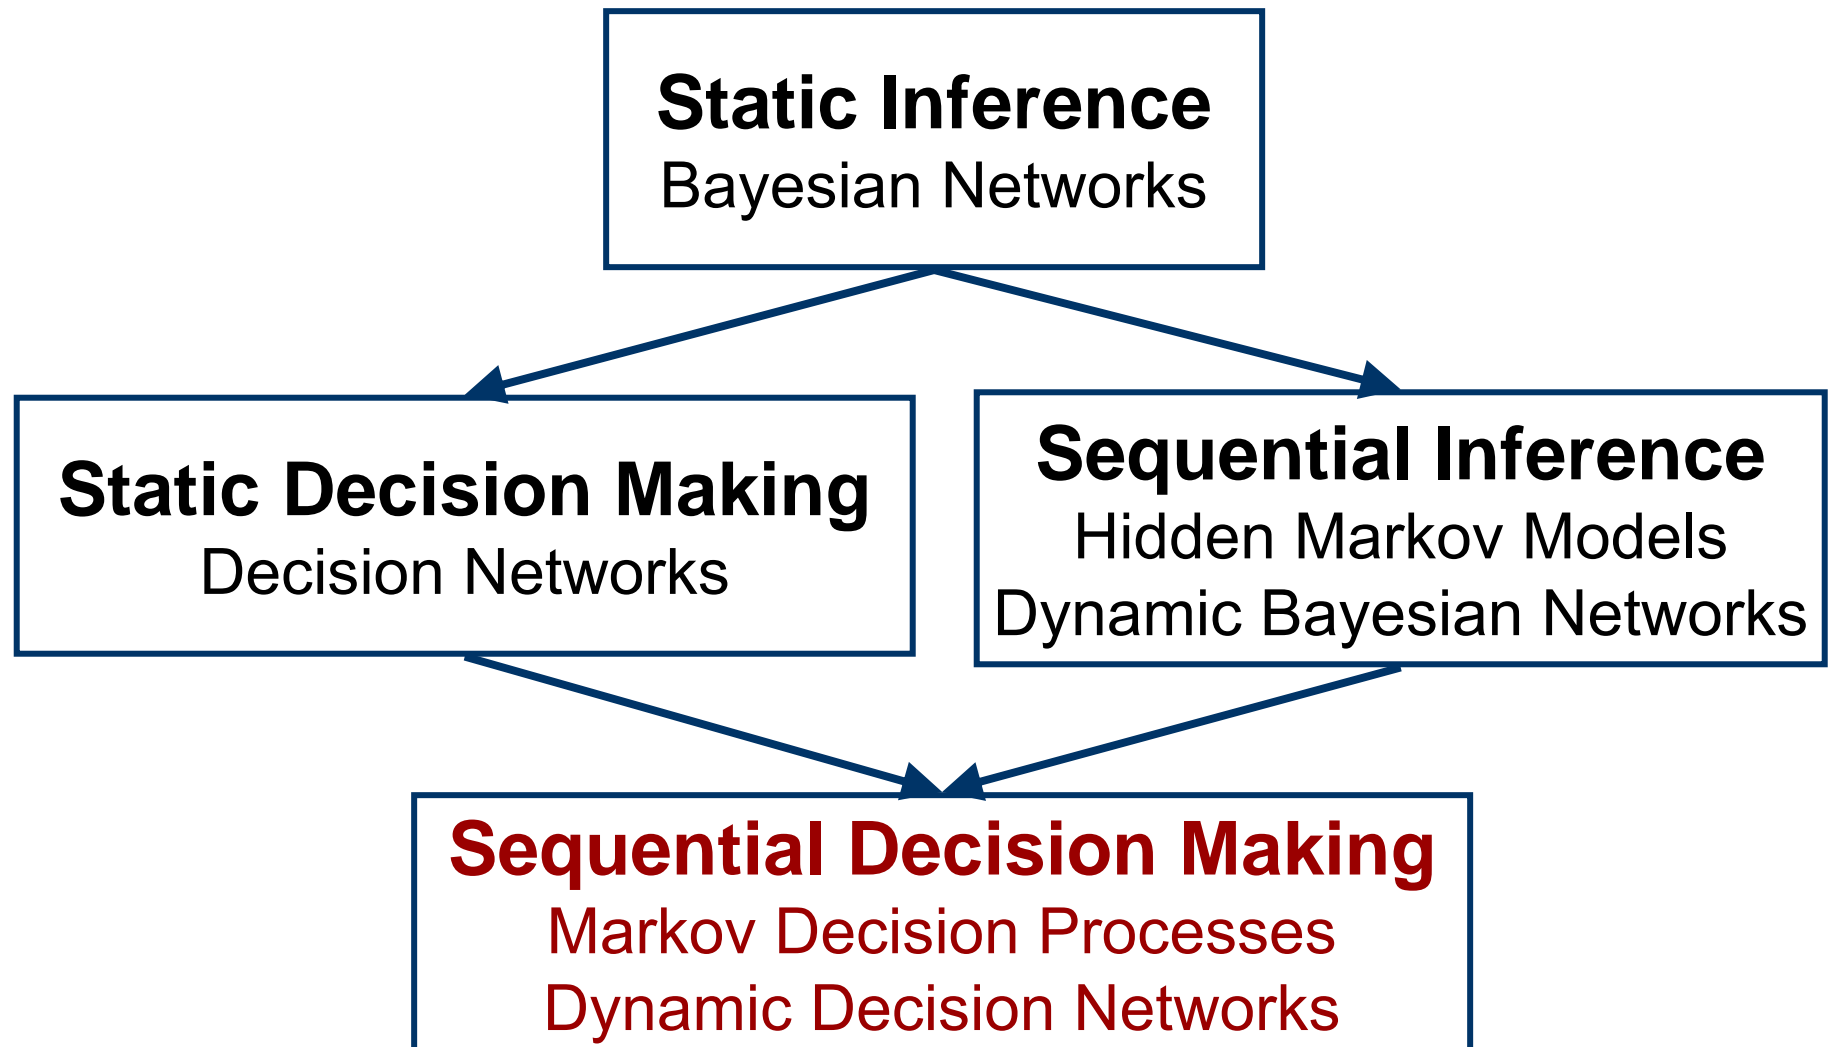 Static Inference
Bayesian Networks
Static Decision Making
Decision Networks
Sequential Inference
Hidden Markov Models
Dynamic Bayesian Networks
Sequential Decision Making
Markov Decision Processes
Dynamic Decision Networks